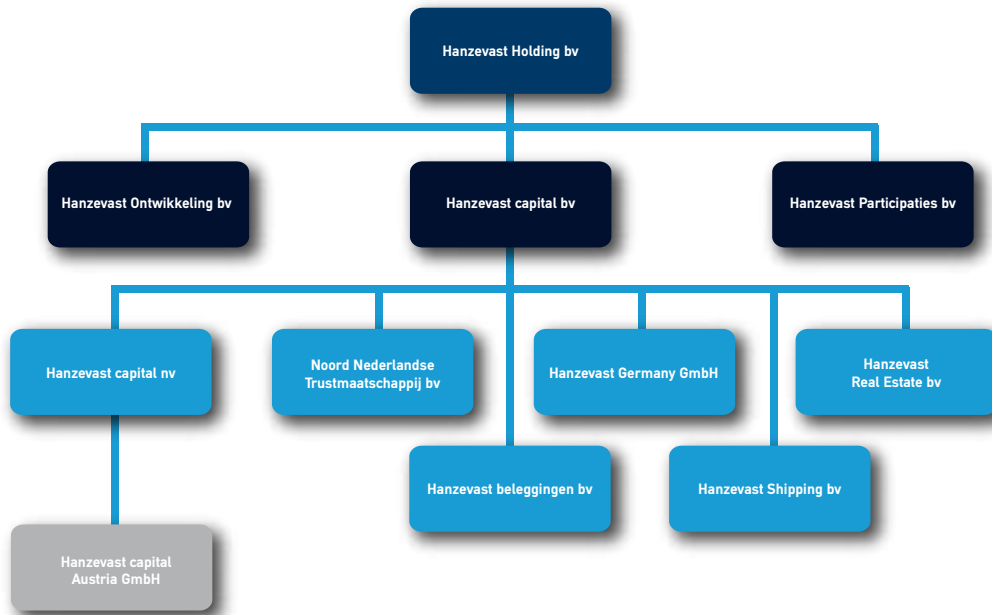 Hanzevast Holding bv
Hanzevast Ontwikkeling bv
Hanzevast capital bv
Hanzevast Participaties bv
Hanzevast capital nv
Noord Nederlandse
Trustmaatschappij bv
Hanzevast Germany GmbH
Hanzevast
Real Estate bv
Hanzevast beleggingen bv
Hanzevast Shipping bv
Hanzevast capital
Austria GmbH